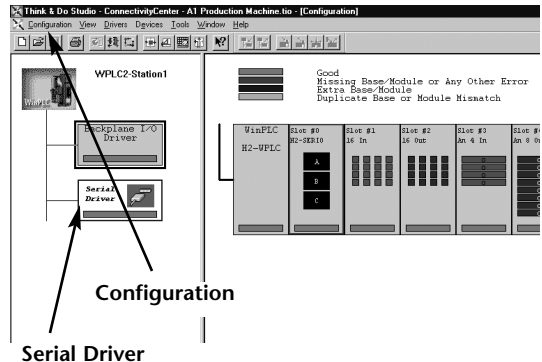 Think & Do Studio - ConnectivityCenter - A1 Production Machine.tio - [Configuration]
Configuration View Drivers Devices Tools Window Help
WinPLC
WPLC2-Station1
Backplane I/O
Driver
Serial
Driver
Good
Missing Base/Module or Any Other Error
Extra Base/Module
Duplicate Base or Module Mismatch
WinPLC
H2-WPLC
Slot #0
H2-SERIO
A
B
C
Slot #1
16 In
Slot #2
16 Out
Slot #3
An 4 In
Slot #4
An 8
Configuration
Serial Driver